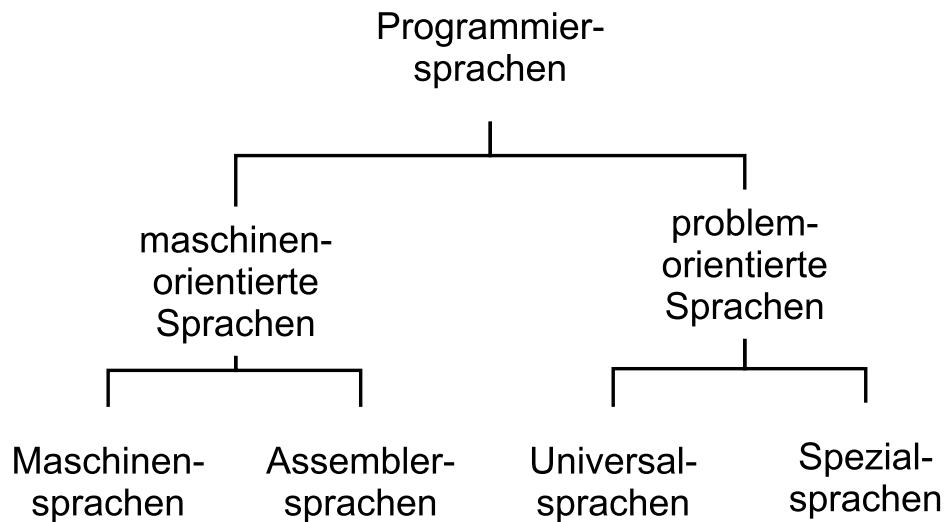 Programmier-
sprachen
maschinen-
orientierte
Sprachen
problem-
orientierte
Sprachen
Maschinen-
sprachen
Assembler-
sprachen
Universal-
sprachen
Spezial-
sprachen